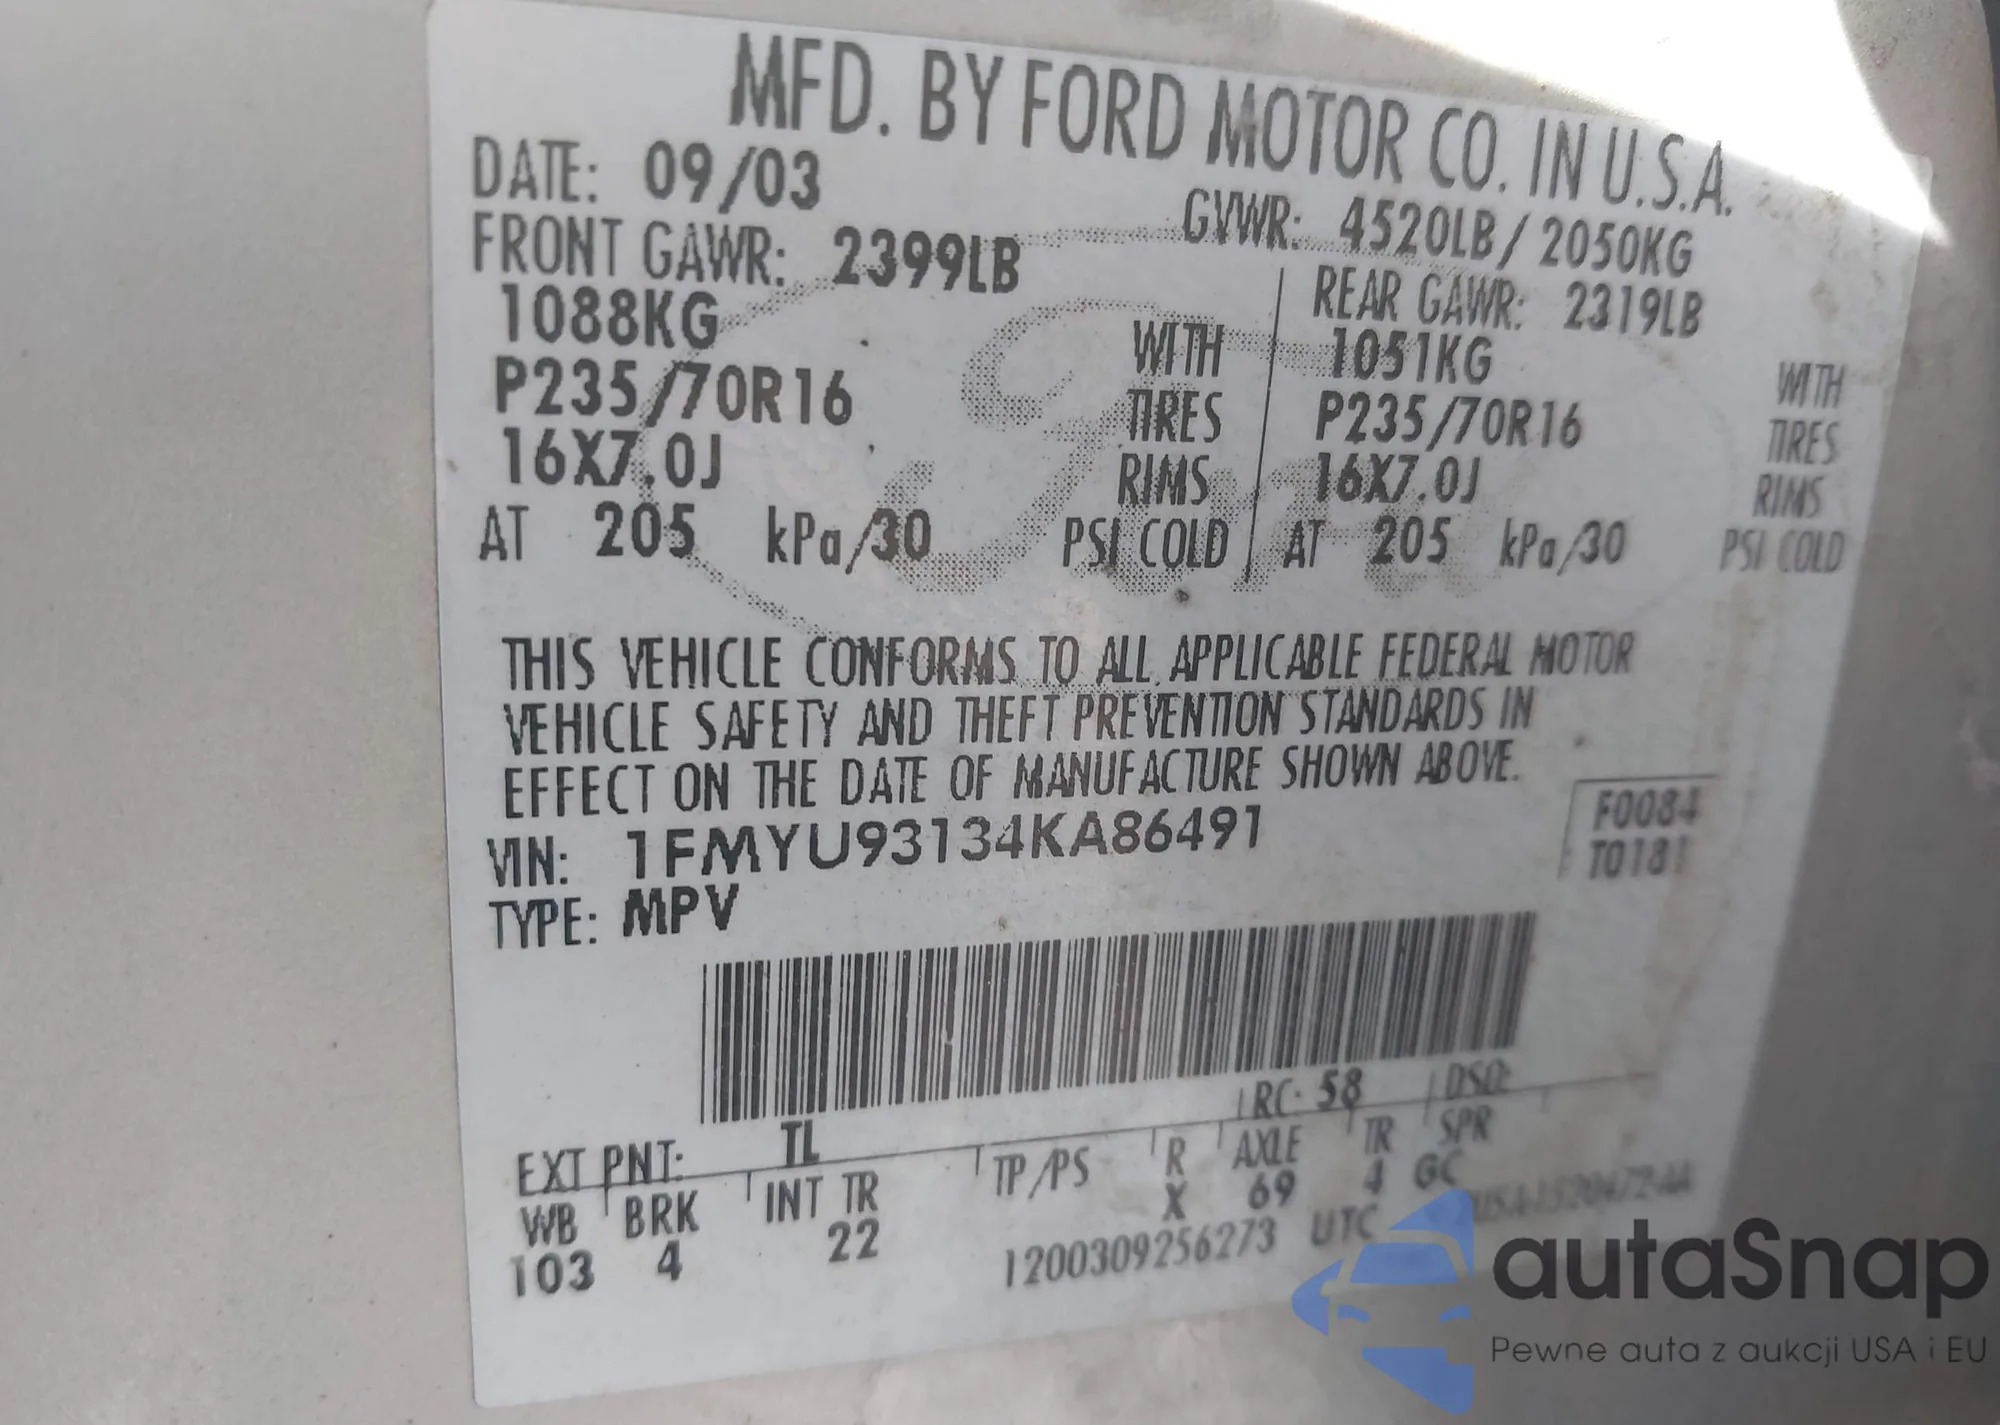 MFD. BY FORD MOTOR CO. IN U.S.A.
DATE: 09/03 GVWR: 4520LB/2050KG
FRONT GAWR: 2399LB REAR GAWR: 2319LB
1088KG WITH 1051KG WITH
P235/70R16 TIRES P235/70R16 TIRES
16X7.0J RIMS 16X7.0J RIMS
AT 205 kPa/30 PSI COLD AT 205 kPa/30 PSI COLD
Ford
THIS VEHICLE CONFORMS TO ALL APPLICABLE FEDERAL MOTOR
VEHICLE SAFETY AND THEFT PREVENTION STANDARDS IN
EFFECT ON THE DATE OF MANUFACTURE SHOWN ABOVE.
VIN: 1FMYU93134KA86491 F0084
TYPE: MPV T0181
EXT PNT: TL RC: 58 DSO:
WB BRK INT TR TP/PS R AXLE TR SPR
103 4 22 X 69 4 GC
1200309256273 UTC
autaSnap
Pewne auta z aukcji USA i EU